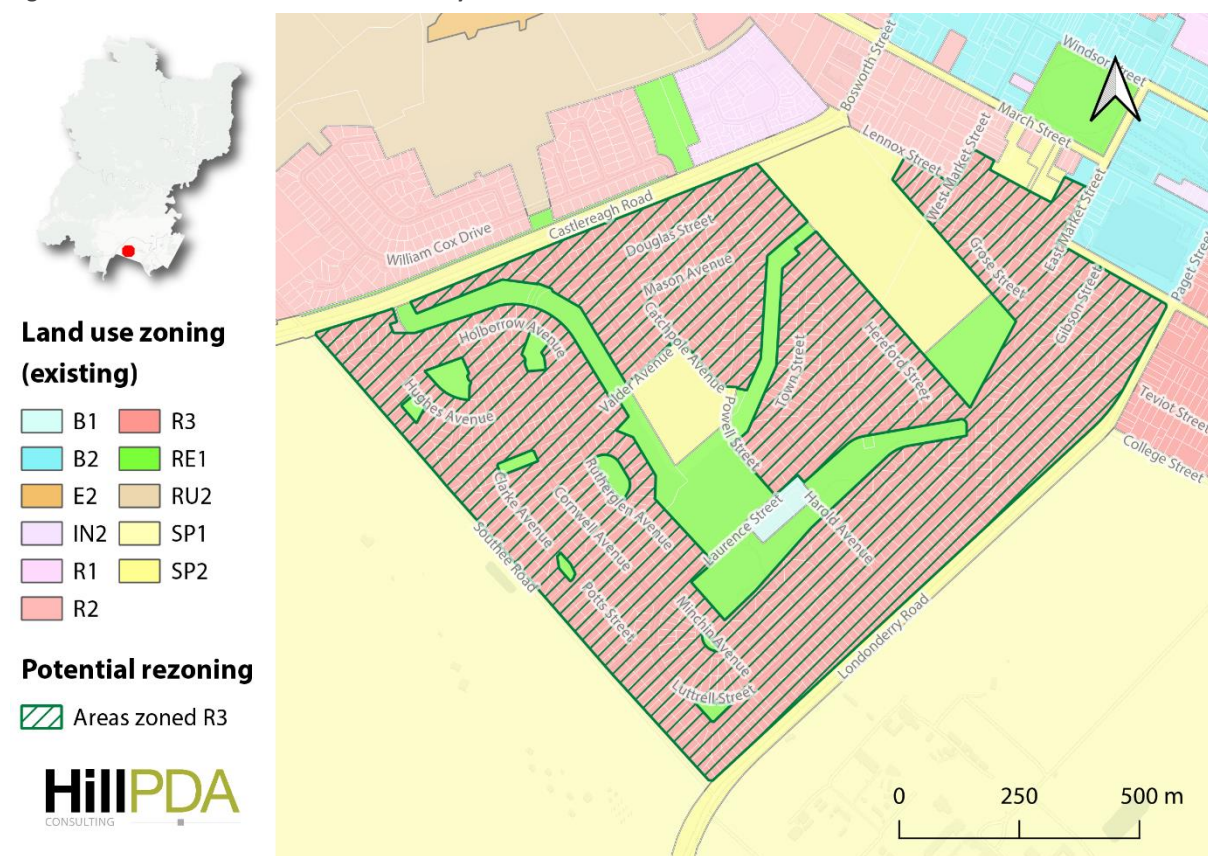 Land use zoning
(existing)
B1
R3
B2
RE1
E2
RU2
IN2
SP1
R1
SP2
R2
Potential rezoning
Areas zoned R3
HillPDA
CONSULTING
Windsor Street
Bosworth Street
March Street
Lennox Street
West Market Street
East Market Street
Paget Street
Castlereagh Road
William Cox Drive
Douglas Street
Mason Avenue
Catchpole Avenue
Grose Street
Gibson Street
Holborrow Avenue
Hughes Avenue
Valder Avenue
Town Street
Hereford Street
Powell Street
Teviot Street
College Street
Clarke Avenue
Cornwell Avenue
Rutherglen Avenue
Laurence Street
Harold Avenue
Southee Road
Potts Street
Minchin Avenue
Londonderry Road
Luttrell Street
0 250 500 m